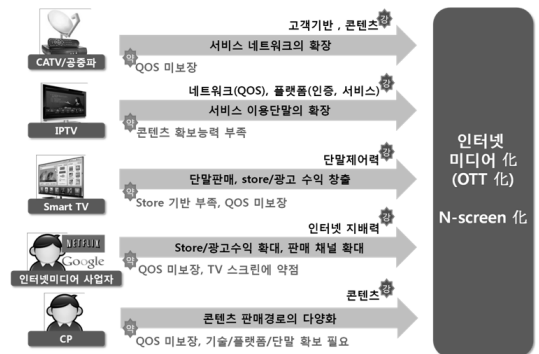 고객기반 , 콘텐츠
강
서비스 네트워크의 확장
CATV/공중파
약
QOS 미보장
네트워크(QOS), 플랫폼(인증, 서비스)
강
서비스 이용단말의 확장
IPTV
약
콘텐츠 확보능력 부족
단말제어력
강
단말판매, store/광고 수익 창출
Smart TV
약
Store 기반 부족, QOS 미보장
인터넷 지배력
강
NETFLIX
Google
Store/광고수익 확대, 판매 채널 확대
인터넷미디어 사업자
약
QOS 미보장, TV 스크린에 약점
콘텐츠
강
콘텐츠 판매경로의 다양화
CP
약
QOS 미보장, 기술/플랫폼/단말 확보 필요
인터넷
미디어 化
(OTT 化)
N-screen 化